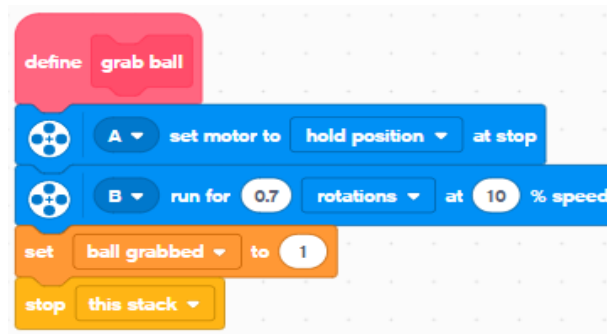 define grab ball
A set motor to hold position at stop
B run for 0.7 rotations at 10 % speed
set ball grabbed to 1
stop this stack